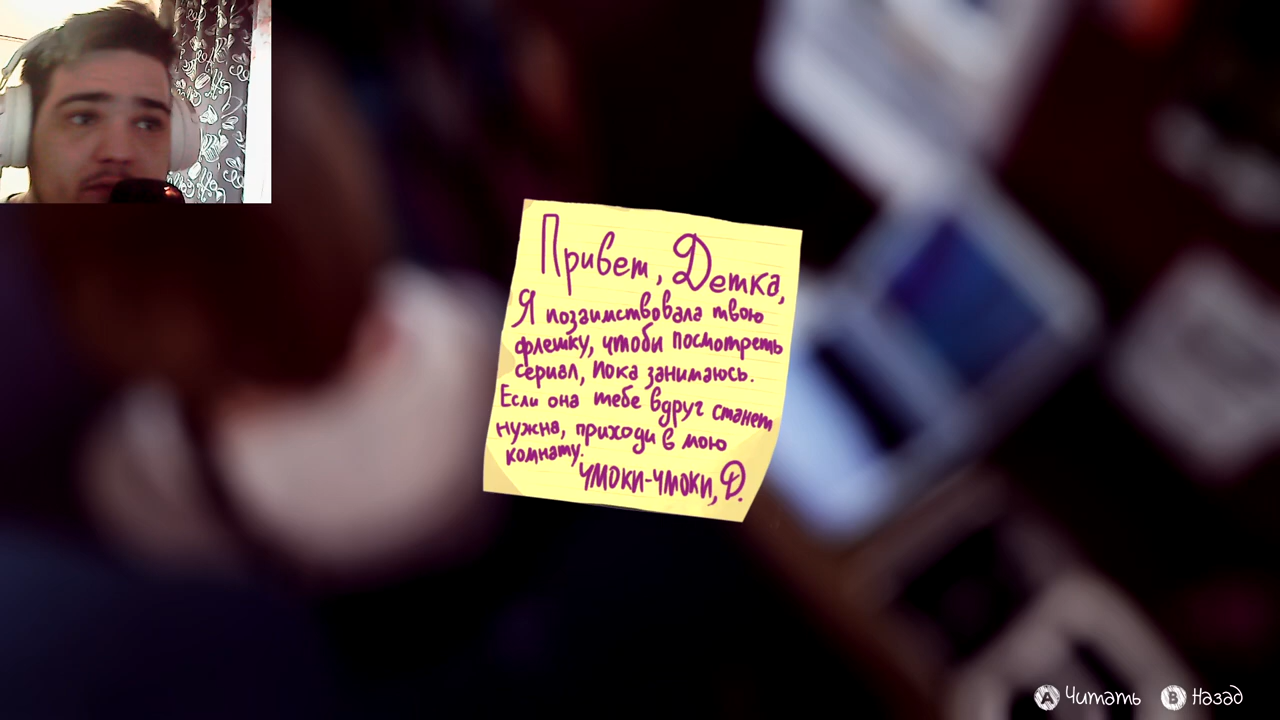 Привет, Детка,
Я позаимствовала твою
флешку, чтобы посмотреть
сериал, пока занимаюсь.
Если она тебе вдруг станет
нужна, приходи в мою
комнату.
Чмоки-чмоки, Д.
A Читать B Назад